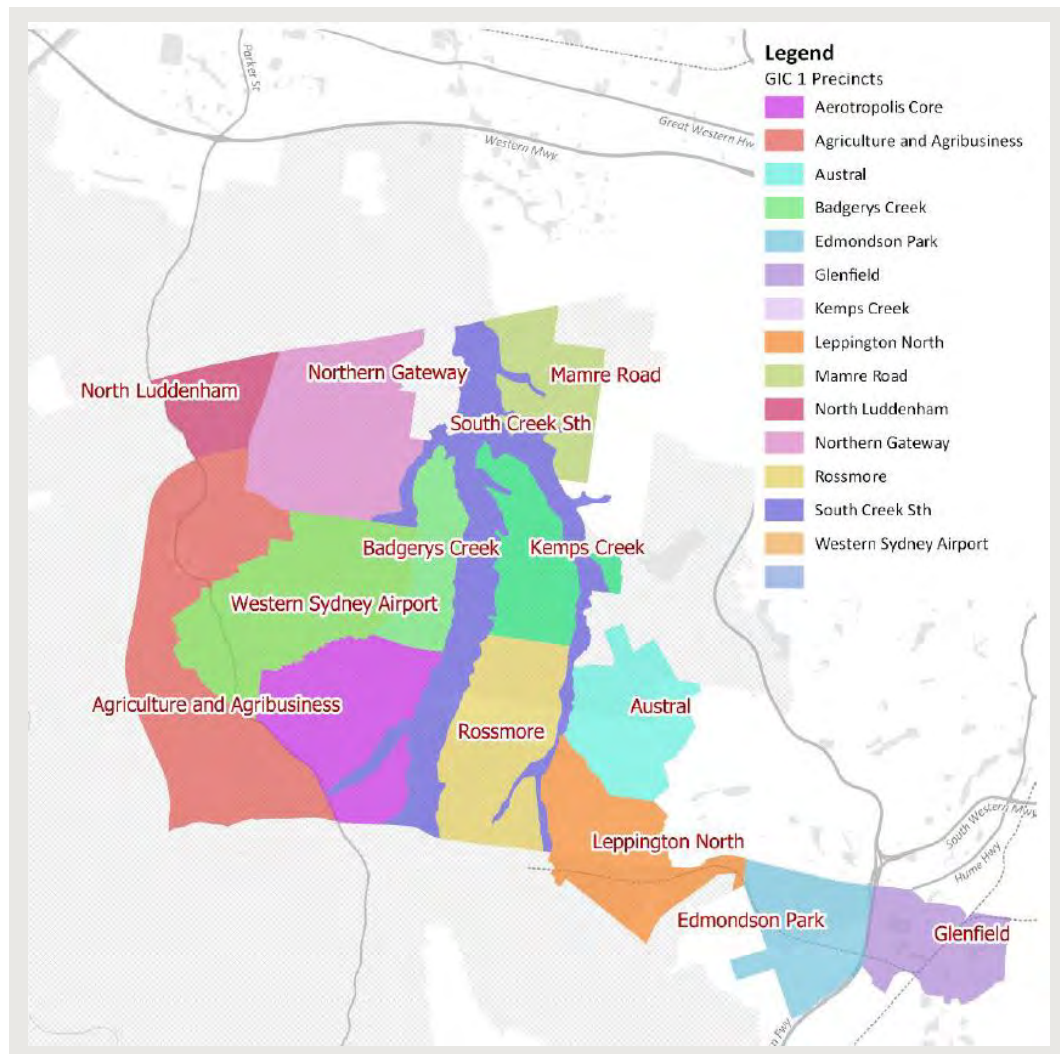 Legend
GIC 1 Precincts
Aerotropolis Core
Agriculture and Agribusiness
Austral
Badgerys Creek
Edmondson Park
Glenfield
Kemps Creek
Leppington North
Mamre Road
North Luddenham
Northern Gateway
Rossmore
South Creek Sth
Western Sydney Airport
Parker St
Great Western Hw
Western Mwy
North Luddenham
Northern Gateway
Mamre Road
South Creek Sth
Badgerys Creek
Kemps Creek
Western Sydney Airport
Agriculture and Agribusiness
Austral
Rossmore
Leppington North
South Western Mwy
Hume Hwy
Edmondson Park
Glenfield
n Fwy